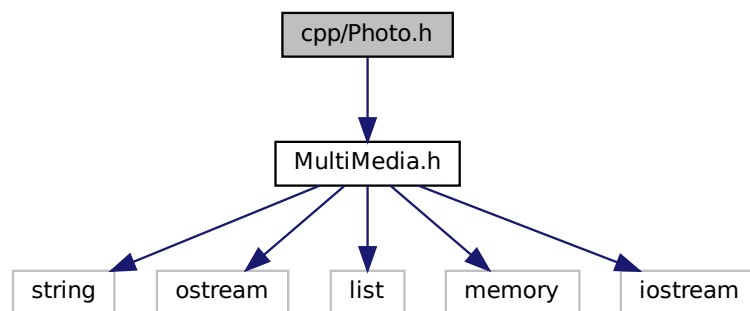 cpp/Photo.h
MultiMedia.h
string
ostream
list
memory
iostream